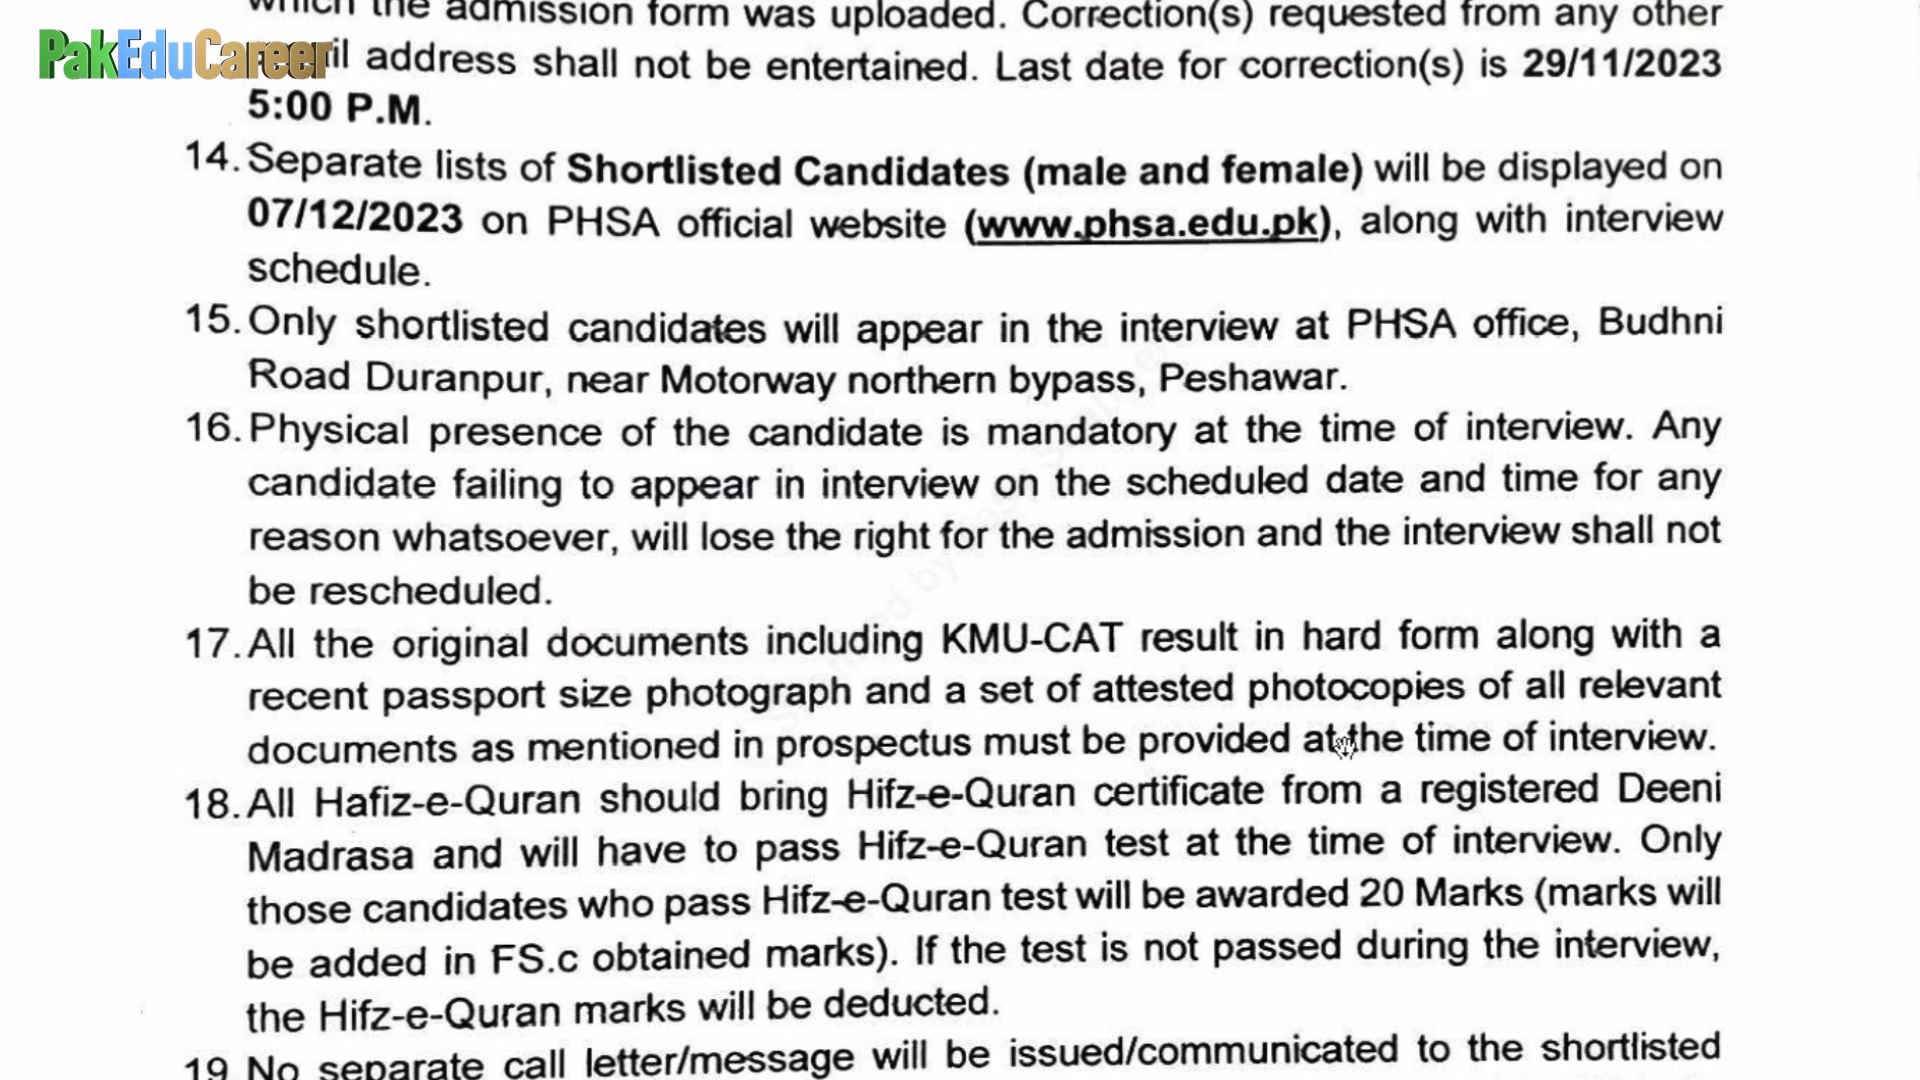 which the admission form was uploaded. Correction(s) requested from any other
PakEduCareer
address shall not be entertained. Last date for correction(s) is 29/11/2023
5:00 P.M.
14. Separate lists of Shortlisted Candidates (male and female) will be displayed on
07/12/2023 on PHSA official website (www.phsa.edu.pk), along with interview
schedule.
15. Only shortlisted candidates will appear in the interview at PHSA office, Budhni
Road Duranpur, near Motorway northern bypass, Peshawar.
16. Physical presence of the candidate is mandatory at the time of interview. Any
candidate failing to appear in interview on the scheduled date and time for any
reason whatsoever, will lose the right for the admission and the interview shall not
be rescheduled.
17. All the original documents including KMU-CAT result in hard form along with a
recent passport size photograph and a set of attested photocopies of all relevant
documents as mentioned in prospectus must be provided at the time of interview.
18. All Hafiz-e-Quran should bring Hifz-e-Quran certificate from a registered Deeni
Madrasa and will have to pass Hifz-e-Quran test at the time of interview. Only
those candidates who pass Hifz-e-Quran test will be awarded 20 Marks (marks will
be added in FS.c obtained marks). If the test is not passed during the interview,
the Hifz-e-Quran marks will be deducted.
19 No separate call letter/message will be issued/communicated to the shortlisted